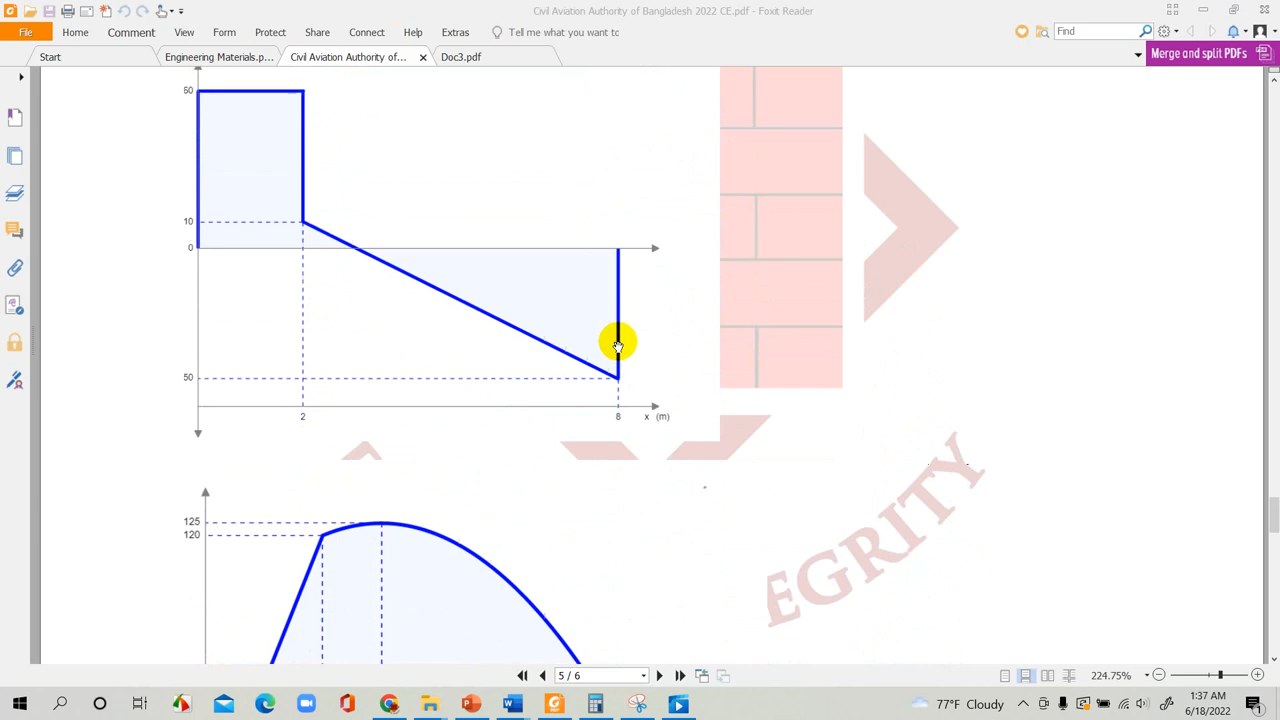 Civil Aviation Authority of Bangladesh 2022 CE.pdf - Foxit Reader
File Home Comment View Form Protect Share Connect Help Extras Tell me what you want to Find
Start Engineering Materials.p... Civil Aviation Authority of... Doc3.pdf Merge and split PDFs
60
10
0
50
2 8 x (m)
EGRITY
125
120
5 / 6 224.75%
77°F Cloudy 1:37 AM
6/18/2022